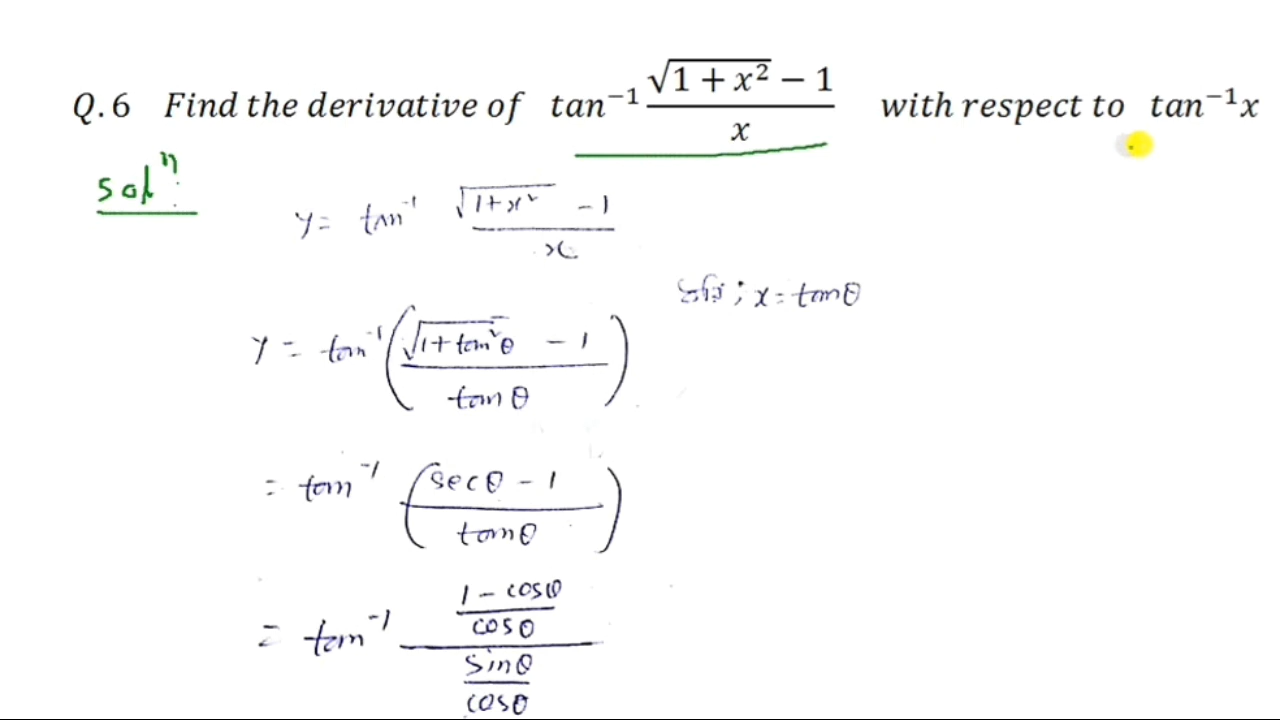 Q.6 Find the derivative of tan⁻¹ (√(1 + x²) − 1)/x with respect to tan⁻¹x
solⁿ:
y = tan⁻¹ (√(1+x²) − 1)/x
ধরি; x = tanθ
y = tan⁻¹ ((√(1+tan²θ) − 1)/tanθ)
= tan⁻¹ ((secθ − 1)/tanθ)
= tan⁻¹ ((1 − cosθ)/cosθ)/(sinθ/cosθ)